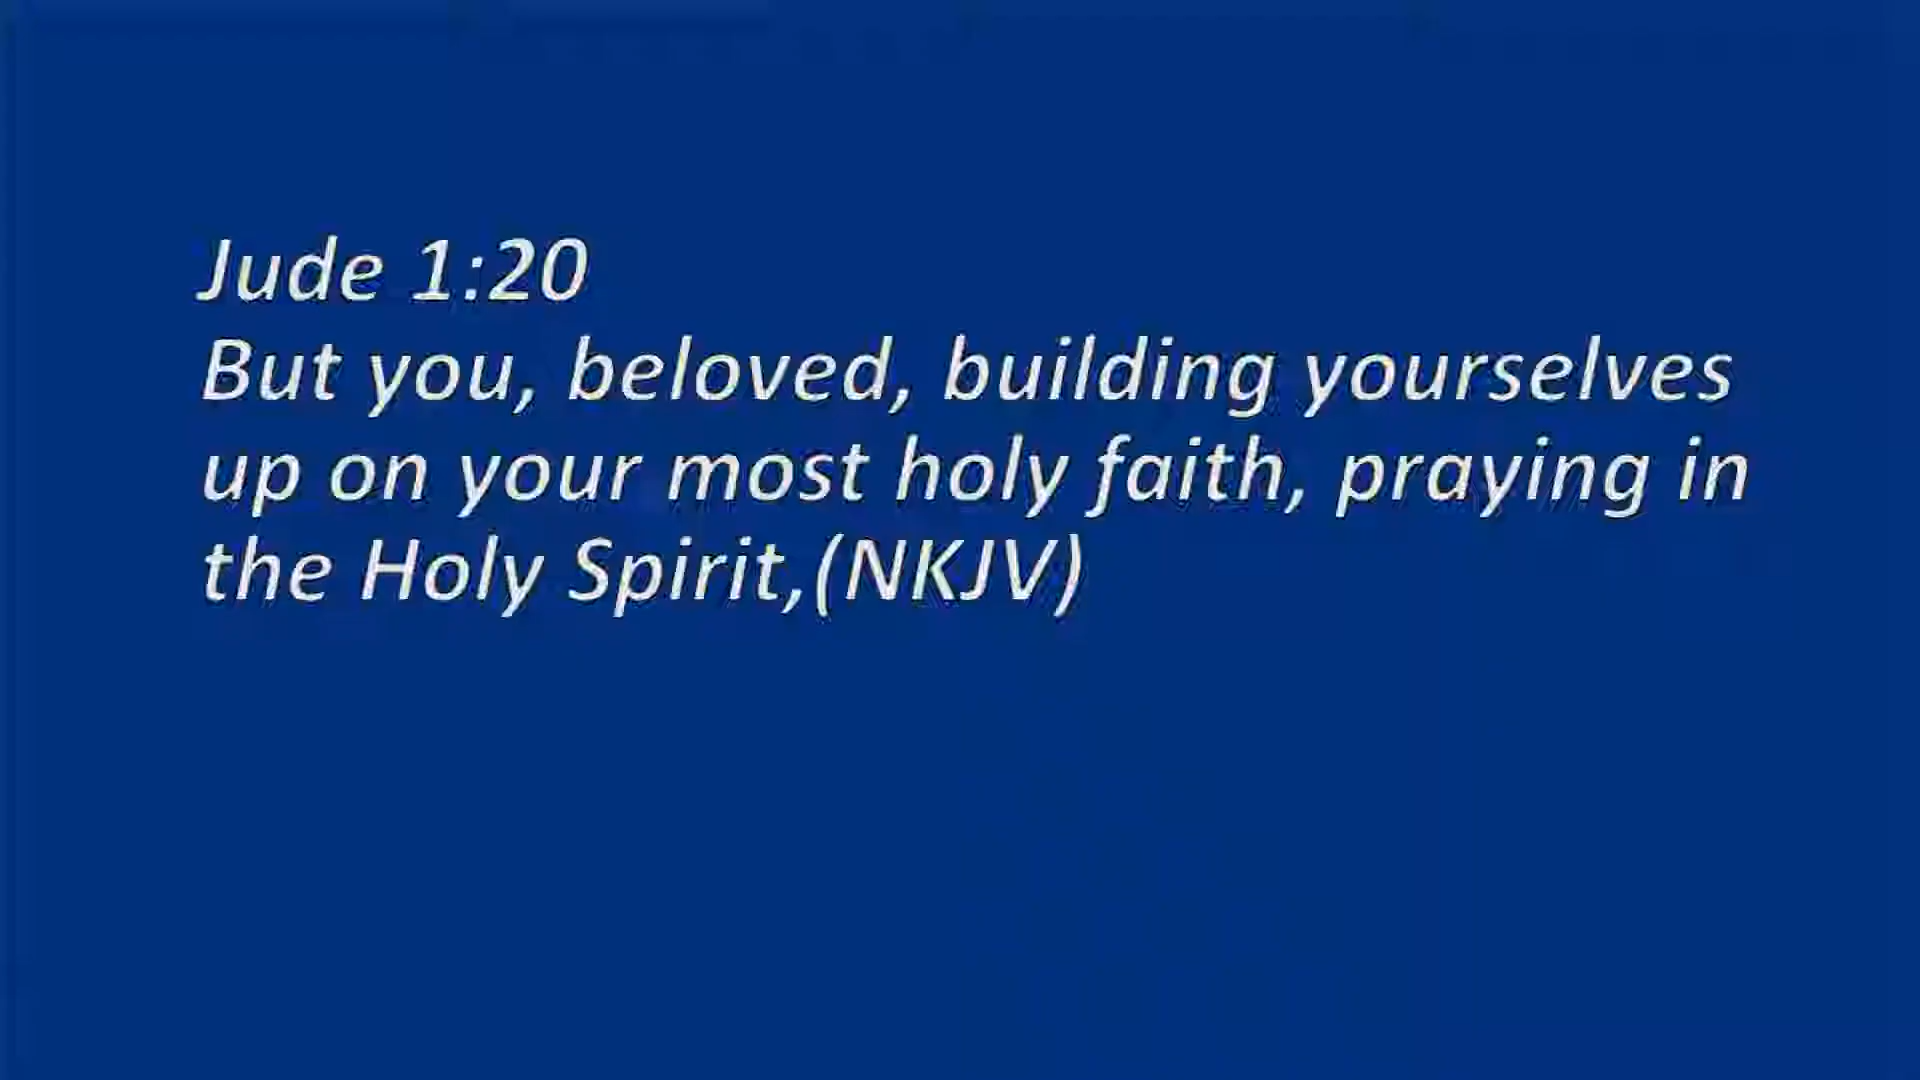 Jude 1:20
But you, beloved, building yourselves
up on your most holy faith, praying in
the Holy Spirit,(NKJV)